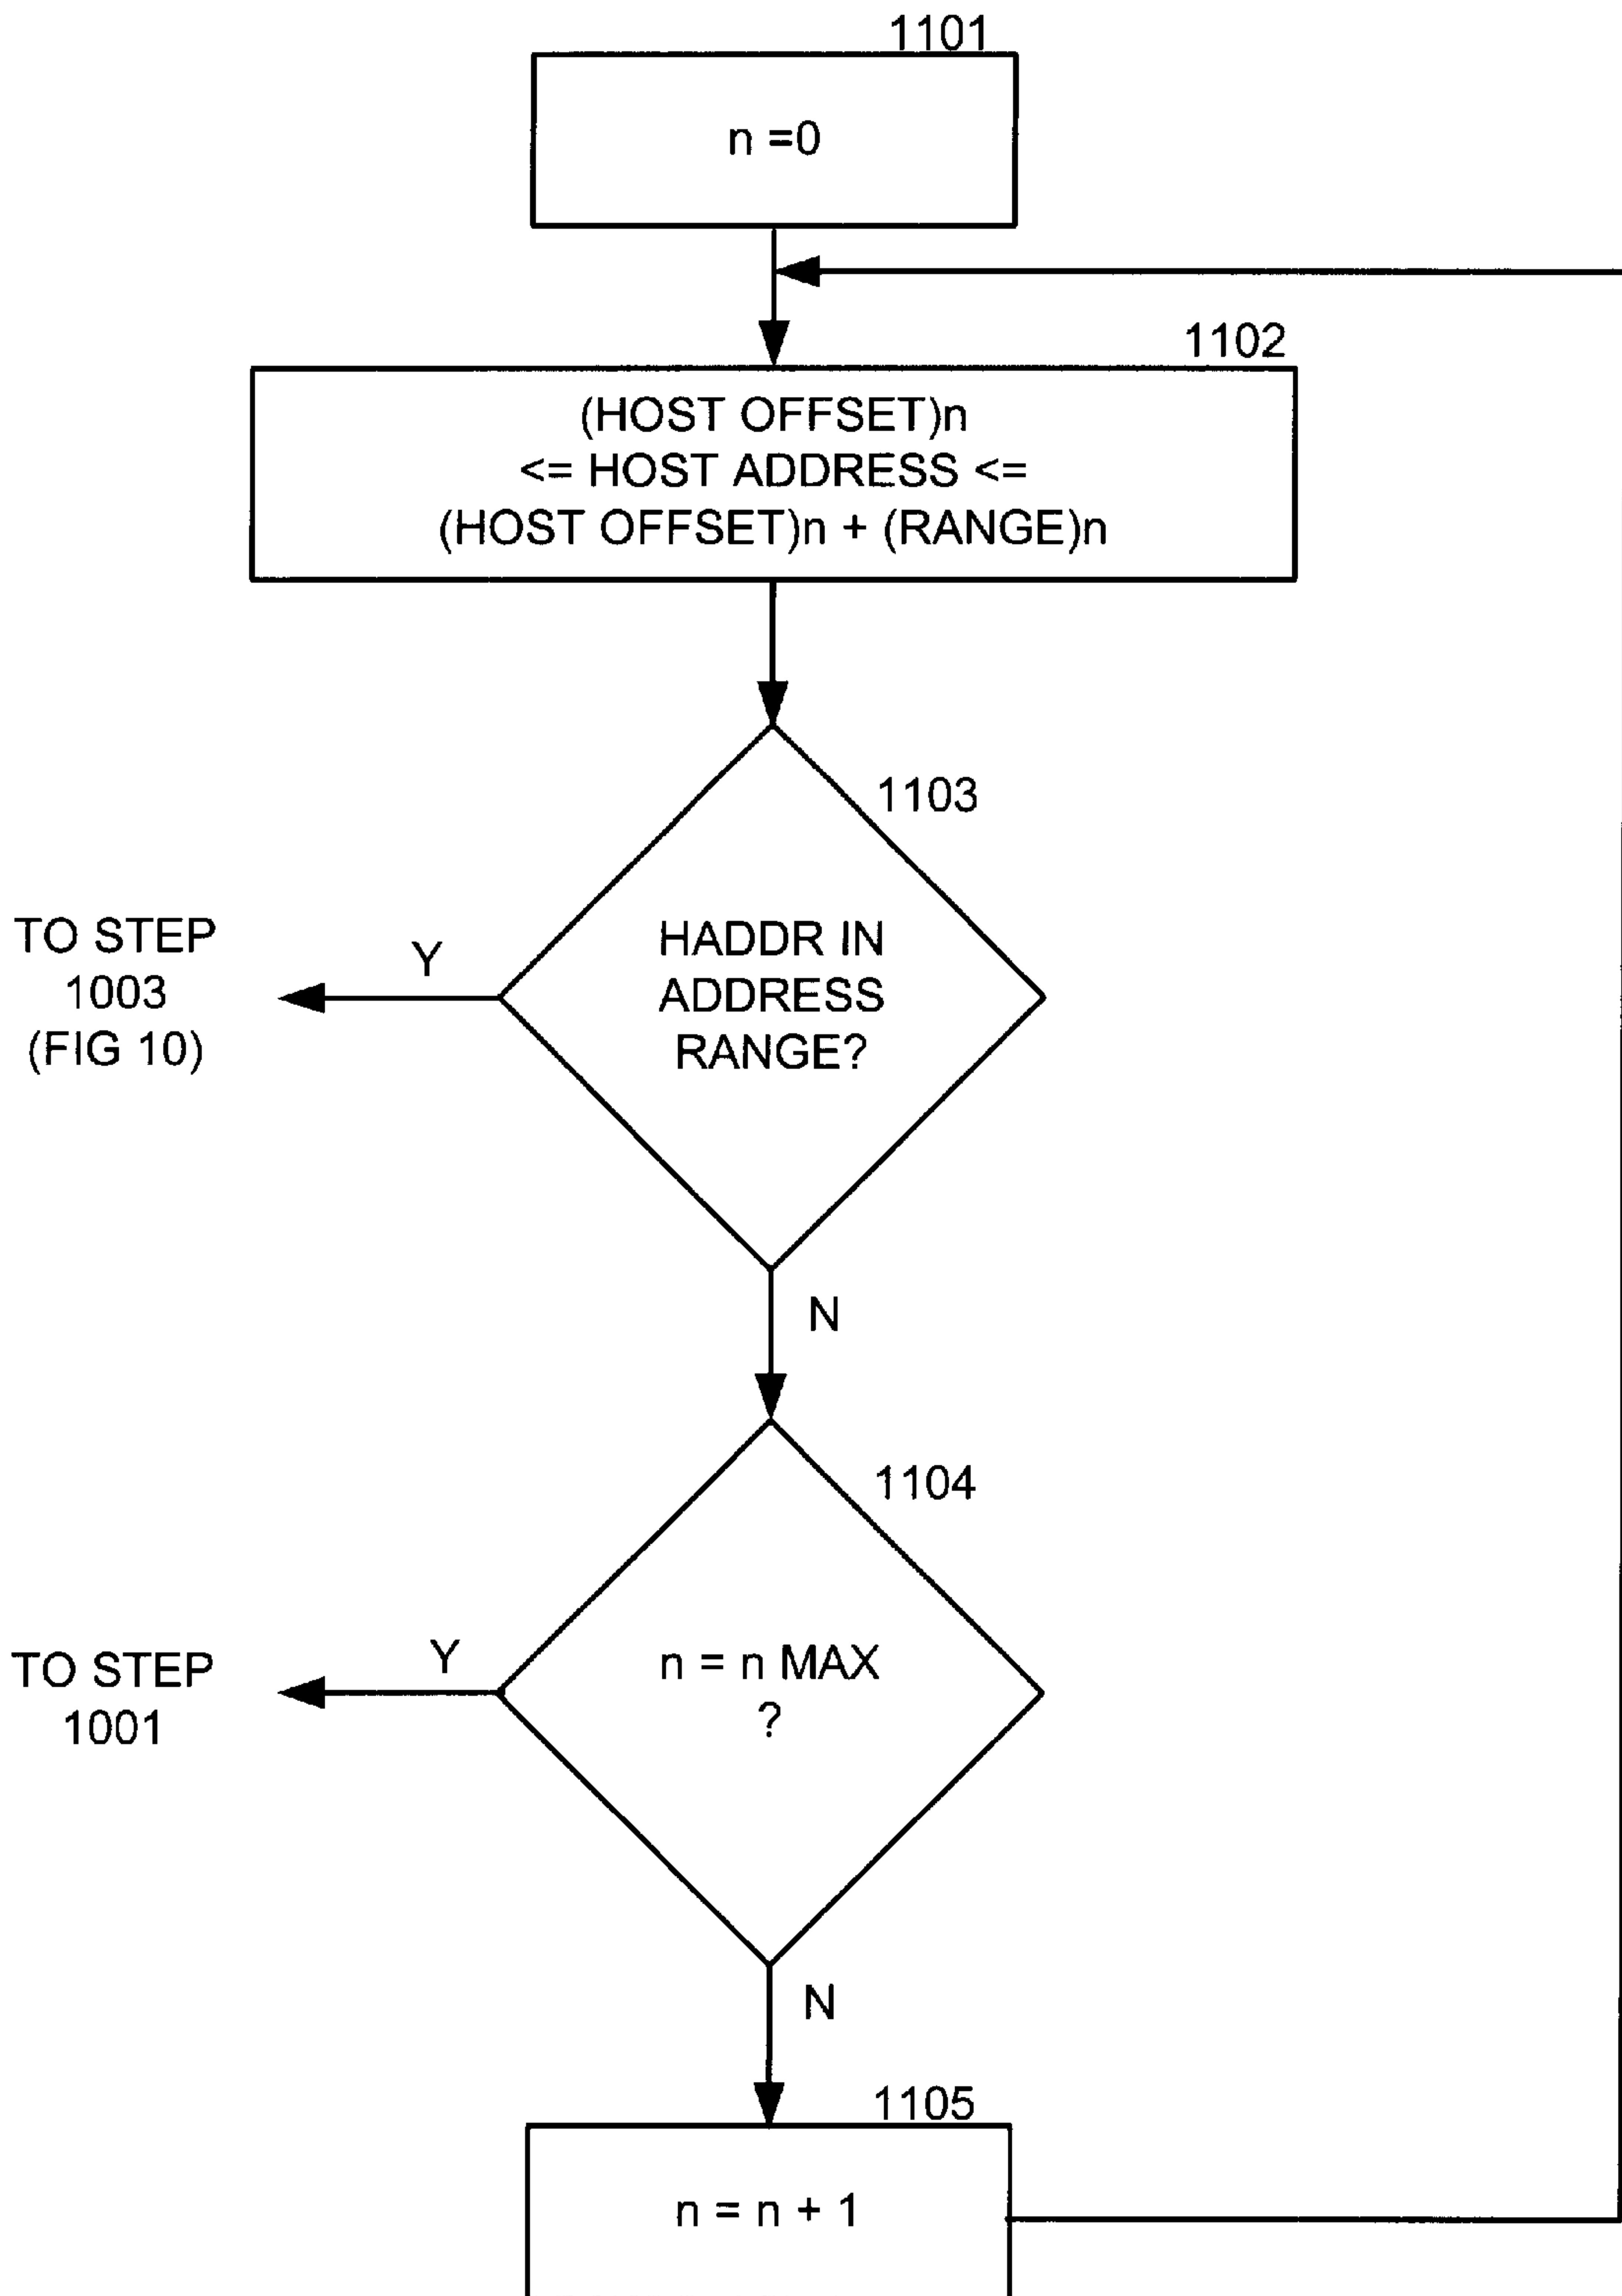 1101
n =0
1102
(HOST OFFSET)n
<= HOST ADDRESS <=
(HOST OFFSET)n + (RANGE)n
1103
HADDR IN
ADDRESS
RANGE?
Y
TO STEP
1003
(FIG 10)
N
1104
n = n MAX
?
Y
TO STEP
1001
N
1105
n = n + 1